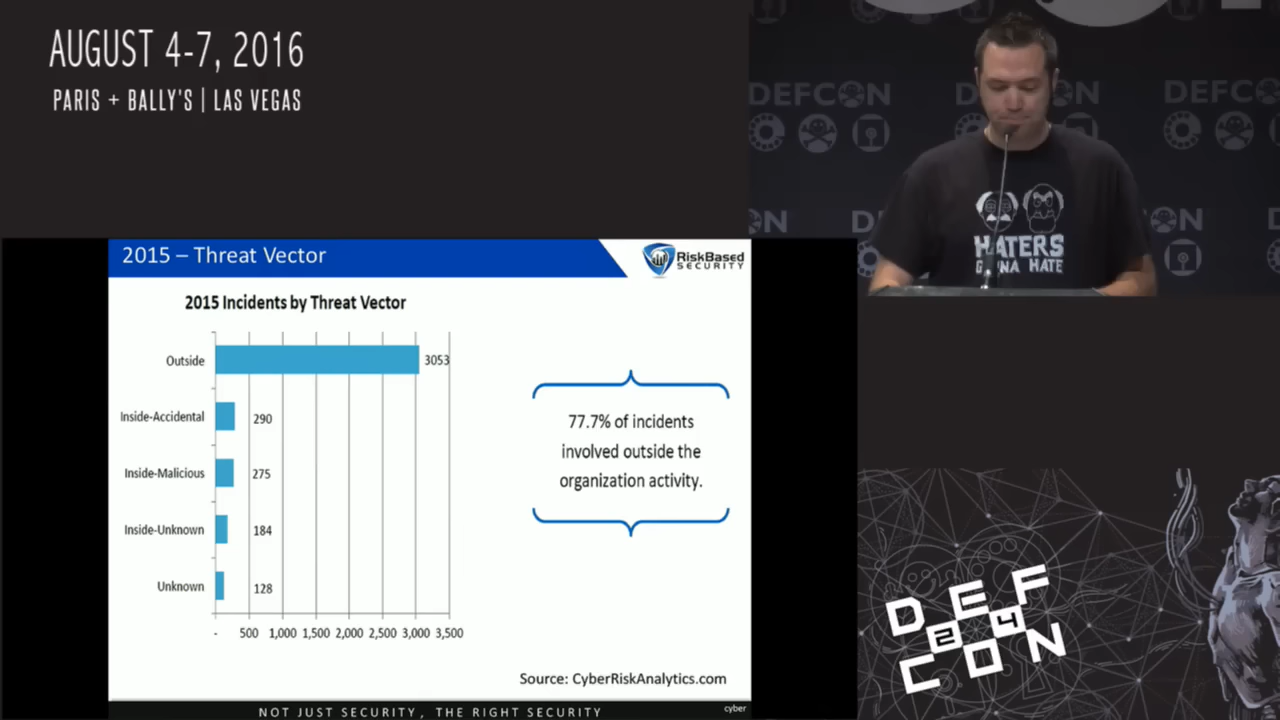 AUGUST 4-7, 2016
PARIS + BALLY'S | LAS VEGAS
DEFCON
DEFCON
HATERS
GONNA HATE
2015 – Threat Vector
RiskBased
SECURITY
2015 Incidents by Threat Vector
Outside
3053
Inside-Accidental
290
Inside-Malicious
275
Inside-Unknown
184
Unknown
128
- 500 1,000 1,500 2,000 2,500 3,000 3,500
77.7% of incidents
involved outside the
organization activity.
Source: CyberRiskAnalytics.com
NOT JUST SECURITY, THE RIGHT SECURITY
cyber
DEF
24
CON